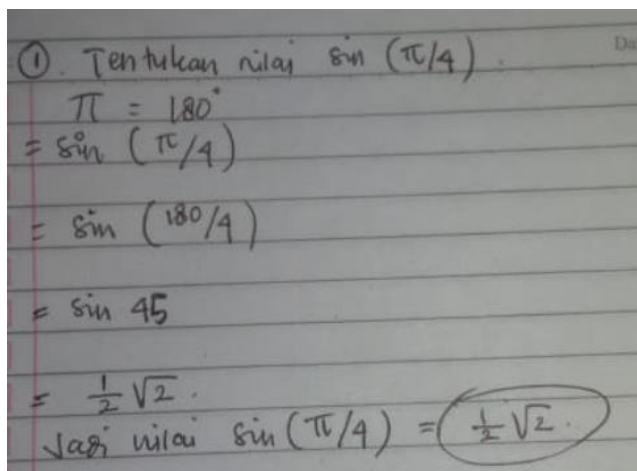 ①. Tentukan nilai sin (π/4).
π = 180°
= sin (π/4)
= sin (180/4)
= sin 45
= 1/2 √2.
Jadi nilai sin (π/4) = 1/2 √2.
Da